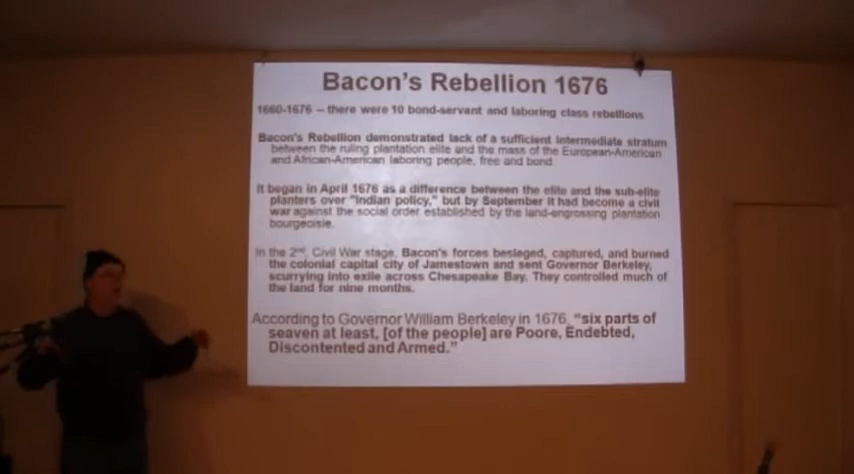 Bacon's Rebellion 1676
1660-1676 – there were 10 bond-servant and laboring class rebellions
Bacon's Rebellion demonstrated lack of a sufficient intermediate stratum
between the ruling plantation elite and the mass of the European-American
and African-American laboring people, free and bond
It began in April 1676 as a difference between the elite and the sub-elite
planters over "Indian policy," but by September it had become a civil
war against the social order established by the land-engrossing plantation
bourgeoisie.
In the 2nd, Civil War stage, Bacon's forces besieged, captured, and burned
the colonial capital city of Jamestown and sent Governor Berkeley,
scurrying into exile across Chesapeake Bay. They controlled much of
the land for nine months.
According to Governor William Berkeley in 1676, "six parts of
seaven at least, [of the people] are Poore, Endebted,
Discontented and Armed."